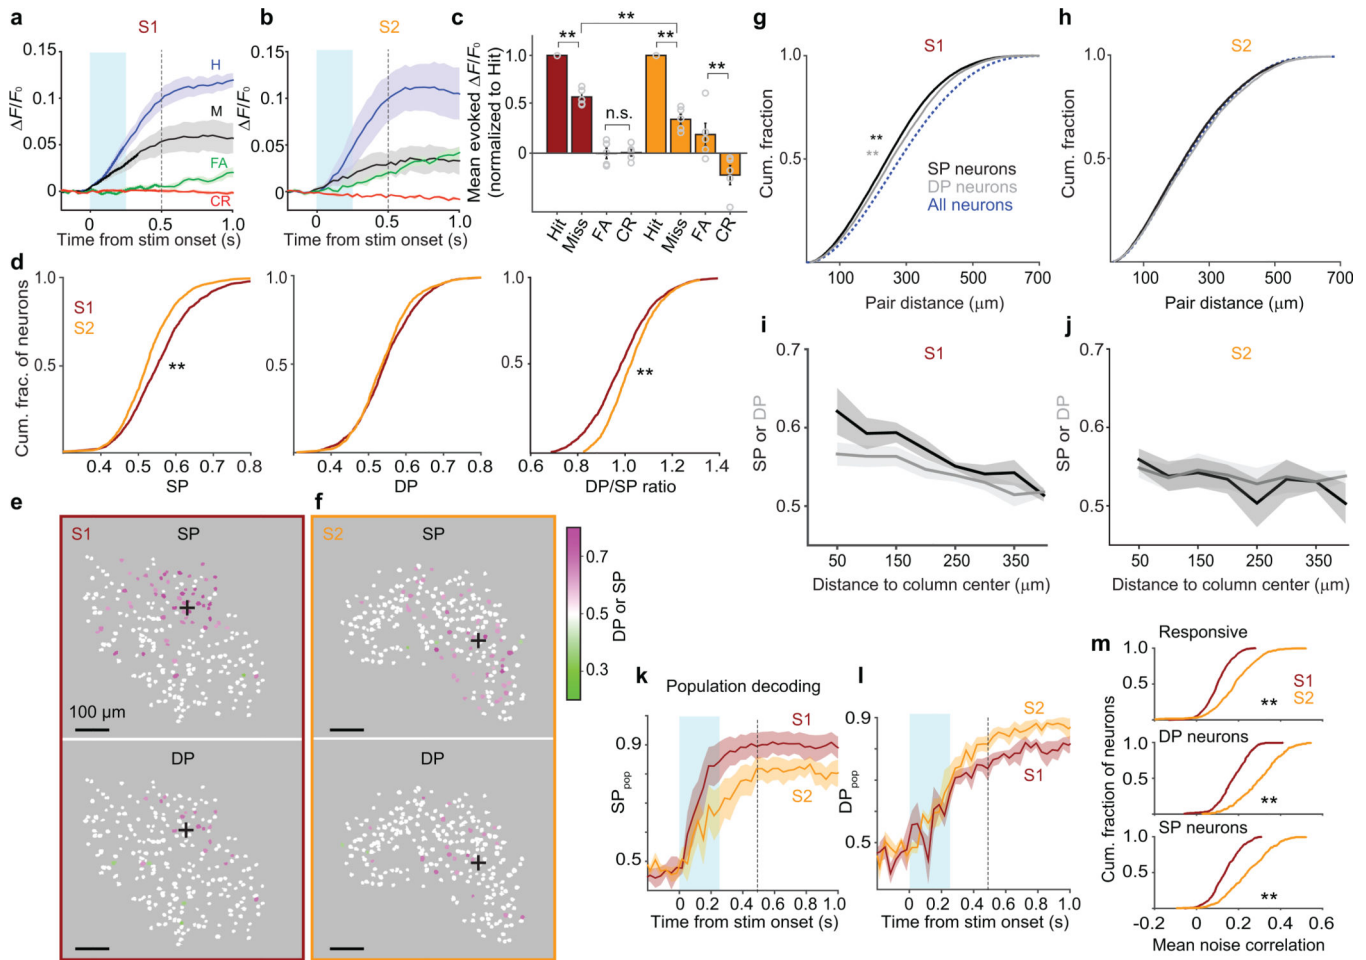 a
S1
0.15
0.1
0.05
0
ΔF/F₀
H
M
FA
CR
0
0.5
1.0
Time from stim onset (s)
b
S2
0.15
0.1
0.05
0
ΔF/F₀
0
0.5
1.0
Time from stim onset (s)
c
Mean evoked ΔF/F₀
(normalized to Hit)
1.0
0.5
0
**
**
**
**
n.s.
Hit
Miss
FA
CR
Hit
Miss
FA
CR
d
Cum. frac. of neurons
1.0
0.5
S1
S2
**
0.4
0.6
0.8
SP
1.0
0.5
0.4
0.6
0.8
DP
1.0
0.5
**
0.6
1.0
1.4
DP/SP ratio
e
S1
SP
100 µm
DP
f
S2
SP
DP
0.7
0.5
0.3
DP or SP
g
S1
Cum. fraction
1.0
0.5
**
**
SP neurons
DP neurons
All neurons
100
300
500
700
Pair distance (µm)
h
S2
Cum. fraction
1.0
0.5
100
300
500
700
Pair distance (µm)
i
S1
SP or DP
0.7
0.6
0.5
50
150
250
350
Distance to column center (µm)
j
S2
SP or DP
0.7
0.6
0.5
50
150
250
350
Distance to column center (µm)
k
Population decoding
SPpop
0.9
0.5
S1
S2
0
0.2
0.4
0.6
0.8
1.0
Time from stim onset (s)
l
DPpop
0.9
0.5
S2
S1
0
0.2
0.4
0.6
0.8
1.0
Time from stim onset (s)
m
Responsive
1.0
0.5
S1
S2
**
DP neurons
1.0
0.5
**
SP neurons
1.0
0.5
0
**
Cum. fraction of neurons
-0.2
0
0.2
0.4
0.6
Mean noise correlation